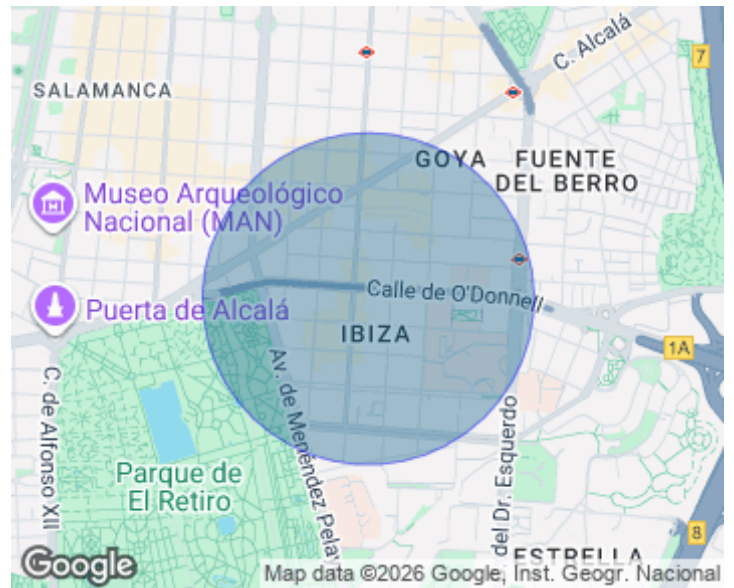 C. Alcalá
7
SALAMANCA
GOYA
FUENTE
DEL BERRO
Museo Arqueológico
Nacional (MAN)
Calle de O'Donnell
Puerta de Alcalá
IBIZA
1A
C. de Alfonso XII
Av. de Menéndez Pelay
del Dr. Esquerdo
Parque de
El Retiro
8
ESTRELLA
Google
Map data ©2026 Google, Inst. Geogr. Nacional